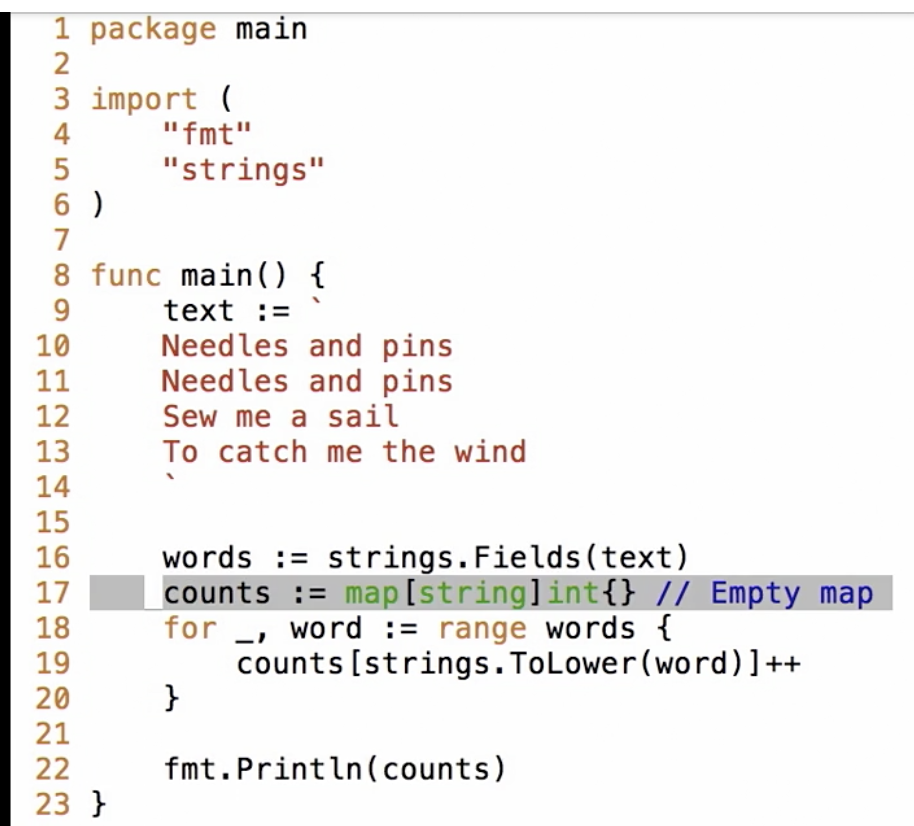 1 package main
2
3 import (
4     "fmt"
5     "strings"
6 )
7
8 func main() {
9     text := `
10     Needles and pins
11     Needles and pins
12     Sew me a sail
13     To catch me the wind
14     `
15
16     words := strings.Fields(text)
17     counts := map[string]int{} // Empty map
18     for _, word := range words {
19         counts[strings.ToLower(word)]++
20     }
21
22     fmt.Println(counts)
23 }